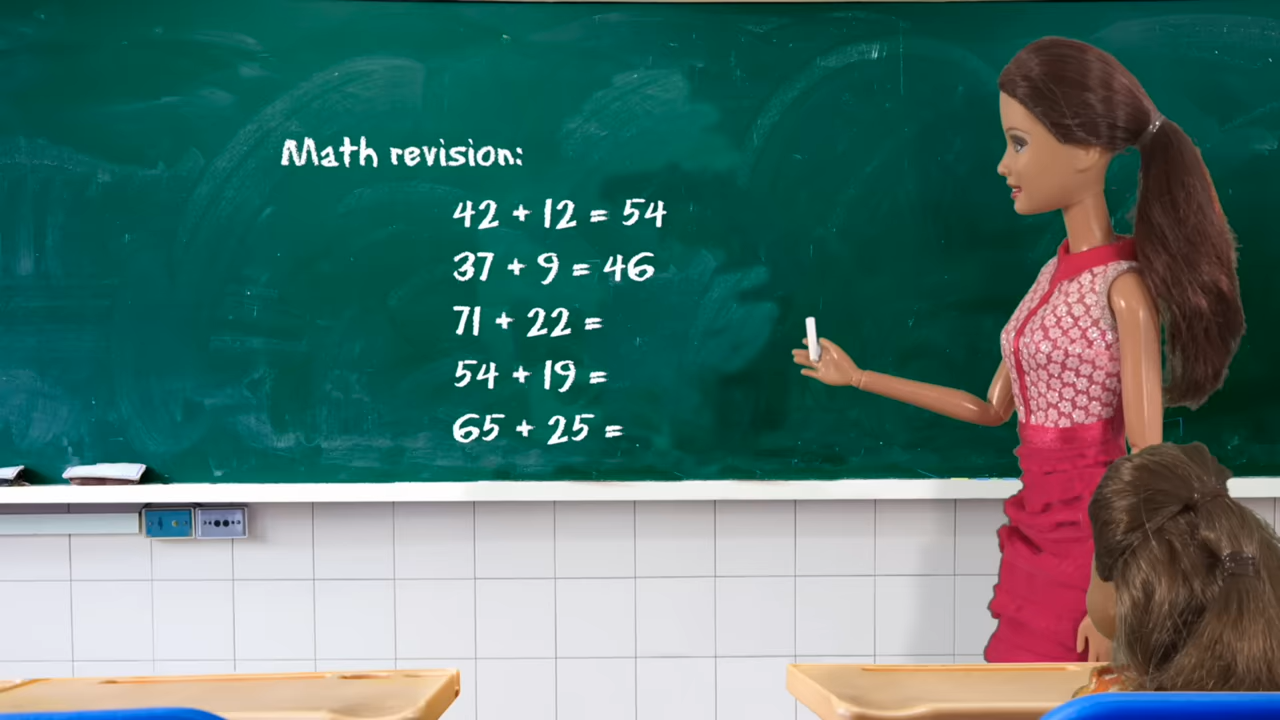 Math revision:
42 + 12 = 54
37 + 9 = 46
71 + 22 =
54 + 19 =
65 + 25 =